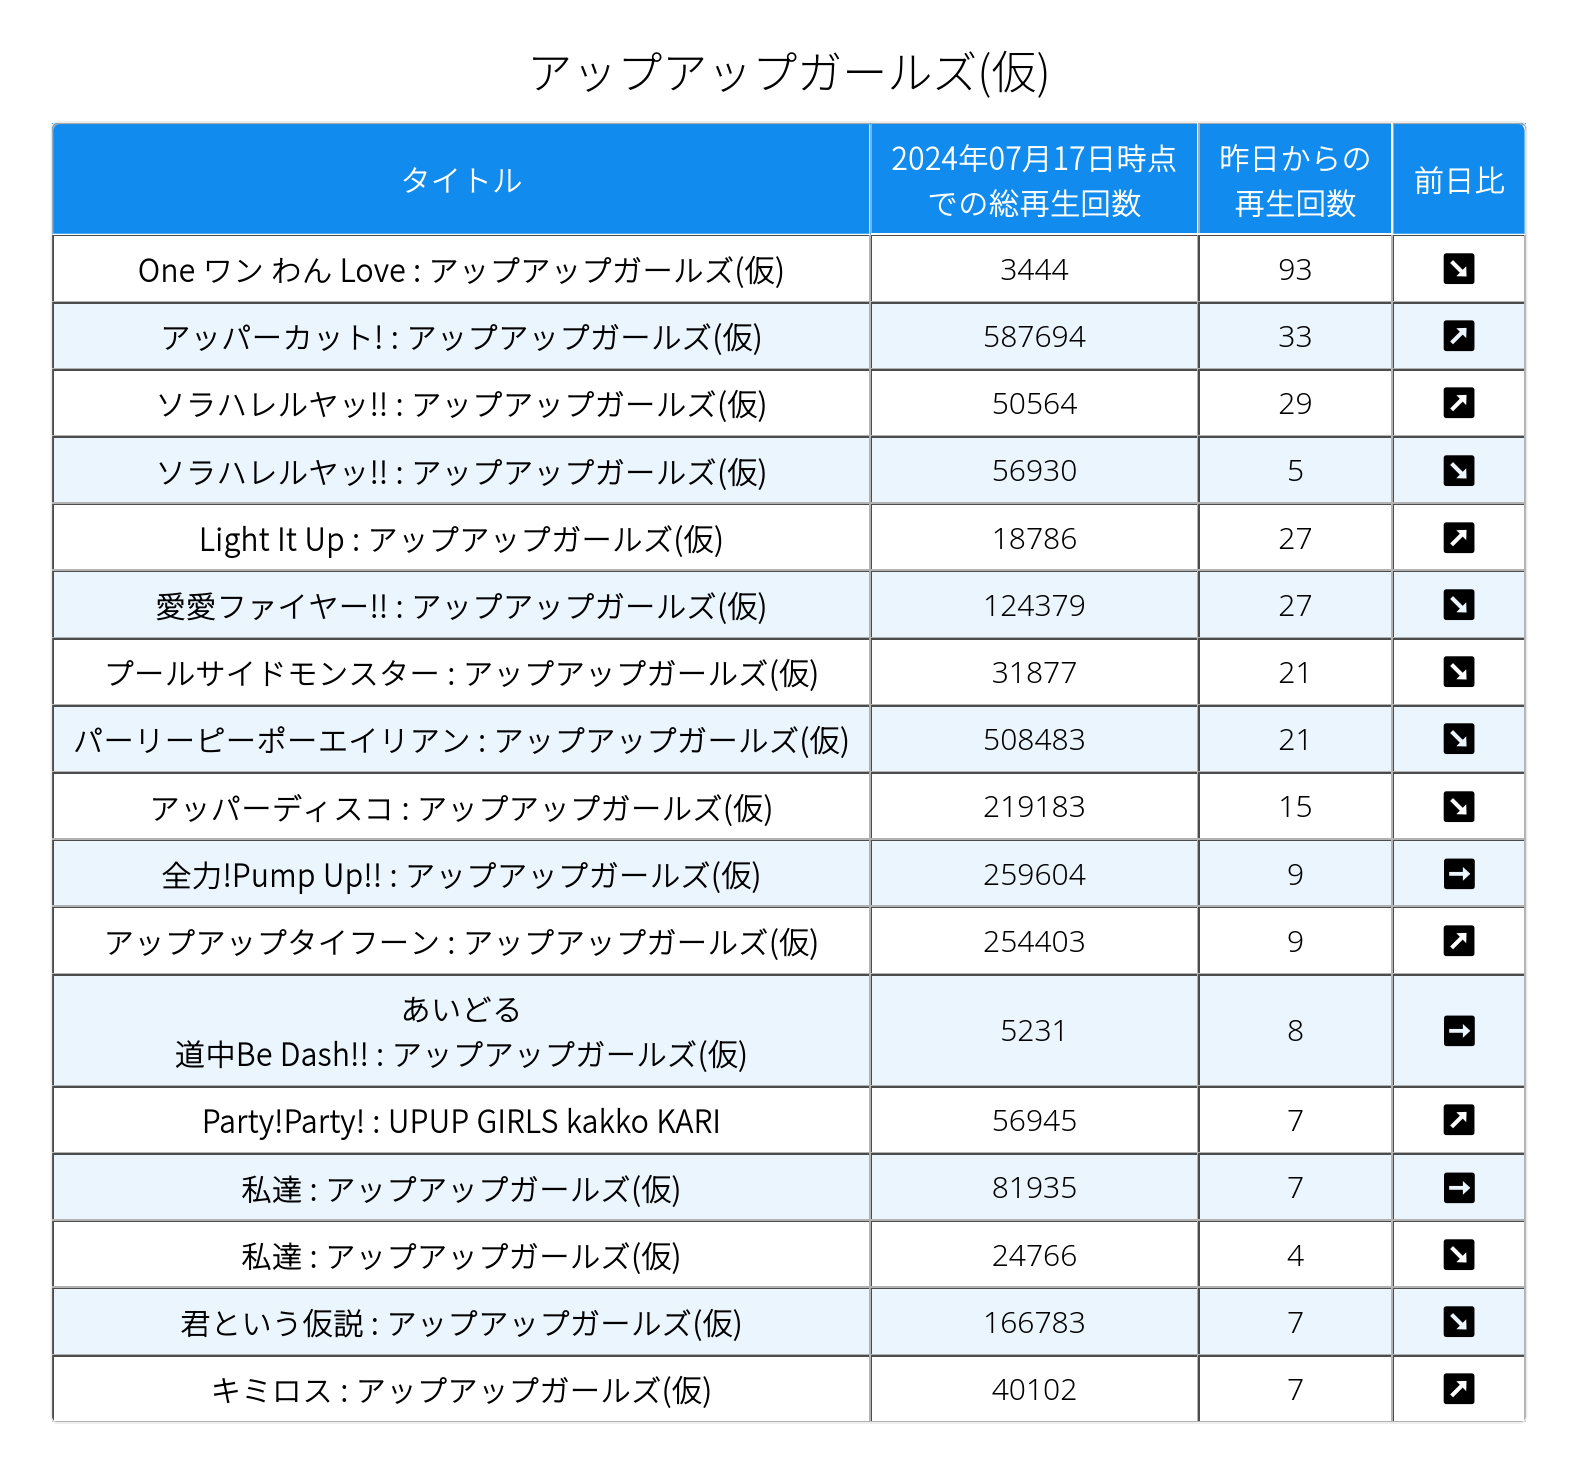 アップアップガールズ(仮)
タイトル 2024年07月17日時点 昨日からの 前日比
での総再生回数 再生回数
One ワン わん Love : アップアップガールズ(仮) 3444 93 ↘
アッパーカット! : アップアップガールズ(仮) 587694 33 ↗
ソラハレルヤッ!! : アップアップガールズ(仮) 50564 29 ↗
ソラハレルヤッ!! : アップアップガールズ(仮) 56930 5 ↘
Light It Up : アップアップガールズ(仮) 18786 27 ↗
愛愛ファイヤー!! : アップアップガールズ(仮) 124379 27 ↘
プールサイドモンスター : アップアップガールズ(仮) 31877 21 ↘
パーリーピーポーエイリアン : アップアップガールズ(仮) 508483 21 ↘
アッパーディスコ : アップアップガールズ(仮) 219183 15 ↘
全力!Pump Up!! : アップアップガールズ(仮) 259604 9 →
アップアップタイフーン : アップアップガールズ(仮) 254403 9 ↗
あいどる
道中Be Dash!! : アップアップガールズ(仮) 5231 8 →
Party!Party! : UPUP GIRLS kakko KARI 56945 7 ↗
私達 : アップアップガールズ(仮) 81935 7 →
私達 : アップアップガールズ(仮) 24766 4 ↘
君という仮説 : アップアップガールズ(仮) 166783 7 ↘
キミロス : アップアップガールズ(仮) 40102 7 ↗